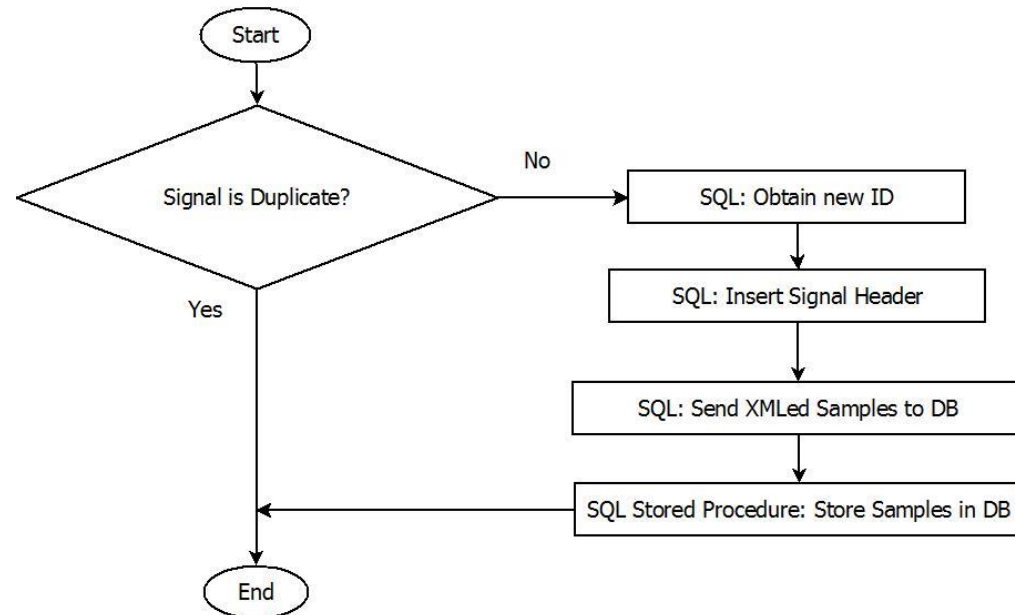 Start
Signal is Duplicate?
No
SQL: Obtain new ID
SQL: Insert Signal Header
Yes
SQL: Send XMLed Samples to DB
SQL Stored Procedure: Store Samples in DB
End